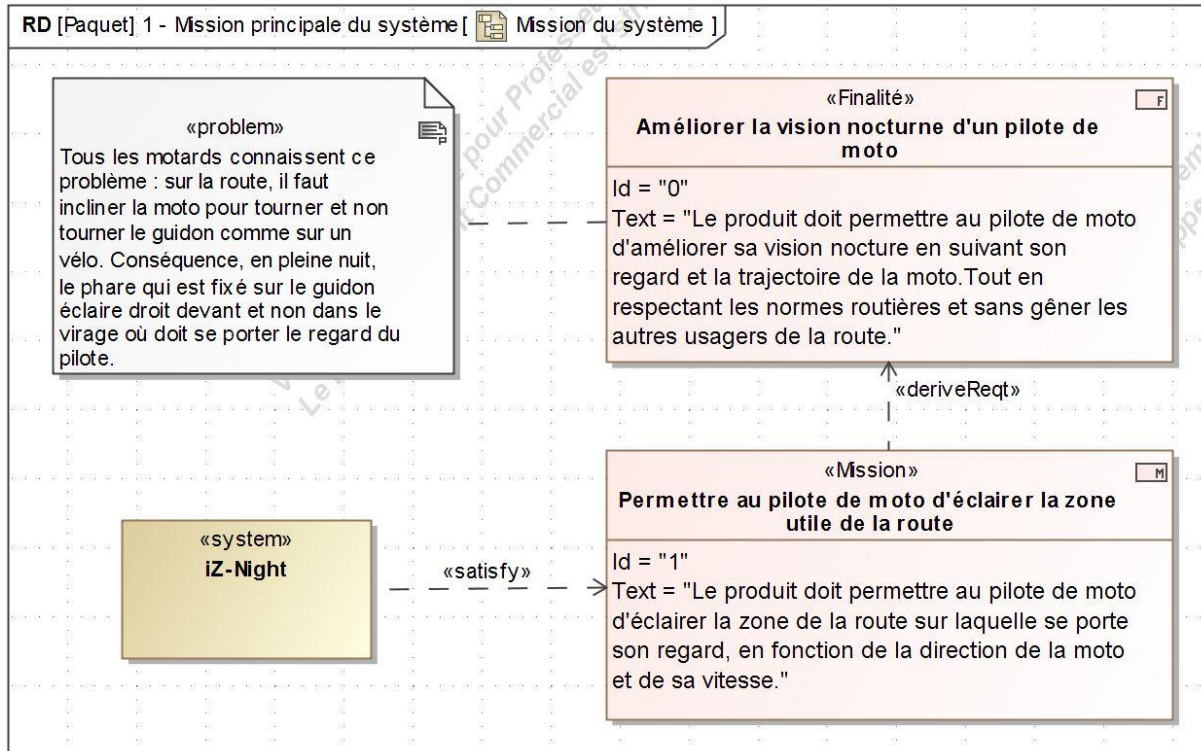 RD [Paquet] 1 - Mission principale du système [ Mission du système ]
«problem»
Tous les motards connaissent ce
problème : sur la route, il faut
incliner la moto pour tourner et non
tourner le guidon comme sur un
vélo. Conséquence, en pleine nuit,
le phare qui est fixé sur le guidon
éclaire droit devant et non dans le
virage où doit se porter le regard du
pilote.
«Finalité»
F
Améliorer la vision nocturne d'un pilote de
moto
Id = "0"
Text = "Le produit doit permettre au pilote de moto
d'améliorer sa vision nocture en suivant son
regard et la trajectoire de la moto.Tout en
respectant les normes routières et sans gêner les
autres usagers de la route."
«deriveReqt»
«Mission»
M
Permettre au pilote de moto d'éclairer la zone
utile de la route
Id = "1"
Text = "Le produit doit permettre au pilote de moto
d'éclairer la zone de la route sur laquelle se porte
son regard, en fonction de la direction de la moto
et de sa vitesse."
«system»
iZ-Night
«satisfy»
pour Profess
Commercial est
Le